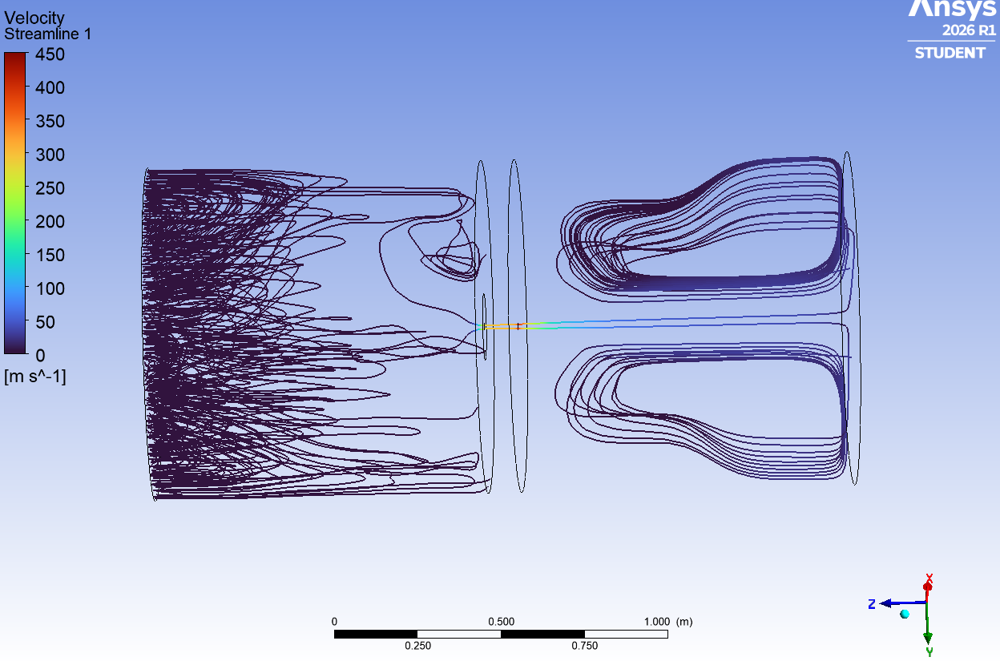 Velocity
Streamline 1
450
400
350
300
250
200
150
100
50
0
[m s^-1]
Ansys
2026 R1
STUDENT
0
0.500
1.000
(m)
0.250
0.750
X
Z
Y